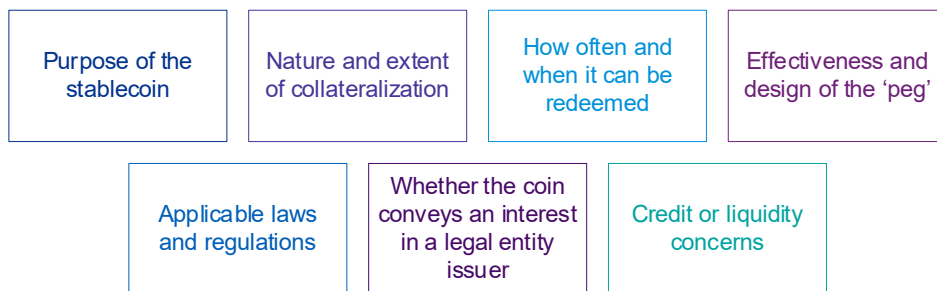 Purpose of the
stablecoin
Nature and extent
of collateralization
How often and
when it can be
redeemed
Effectiveness and
design of the ‘peg’
Applicable laws
and regulations
Whether the coin
conveys an interest
in a legal entity
issuer
Credit or liquidity
concerns